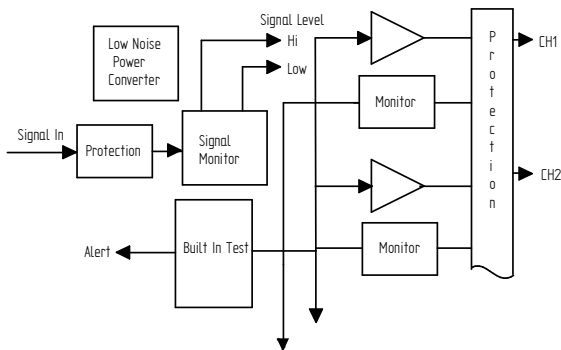 Signal Level
Hi
Low
Low Noise
Power
Converter
Signal In
Protection
Signal
Monitor
Alert
Built In Test
Monitor
Monitor
Protection
CH1
CH2